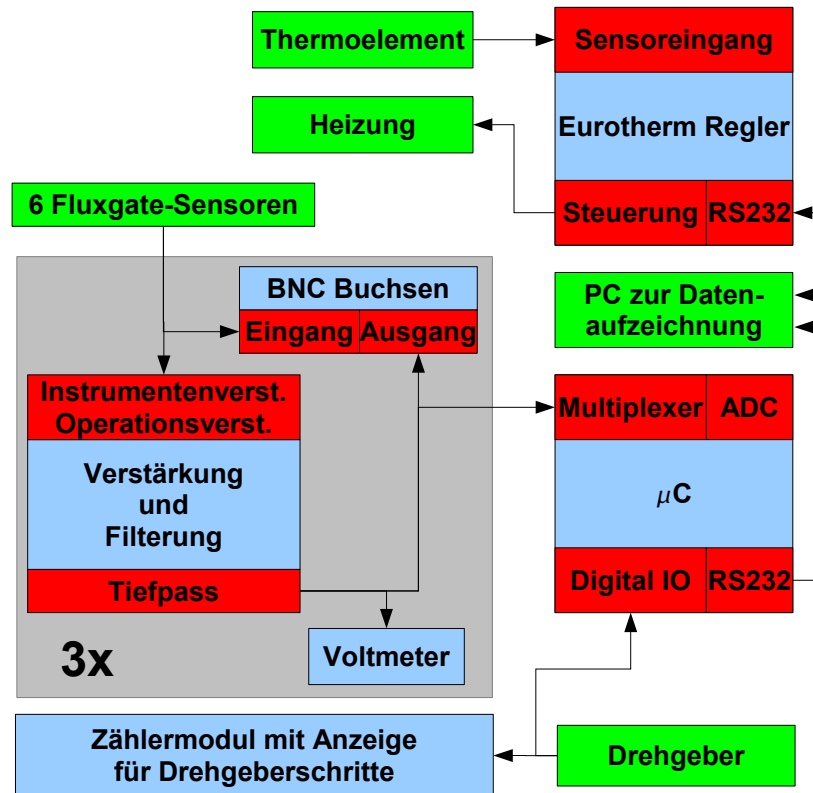 Thermoelement
Sensoreingang
Heizung
Eurotherm Regler
Steuerung
RS232
6 Fluxgate-Sensoren
BNC Buchsen
Eingang
Ausgang
PC zur Daten-
aufzeichnung
Instrumentenverst.
Operationsverst.
Verstärkung
und
Filterung
Tiefpass
Multiplexer
ADC
μC
Digital IO
RS232
3x
Voltmeter
Zählermodul mit Anzeige
für Drehgeberschritte
Drehgeber